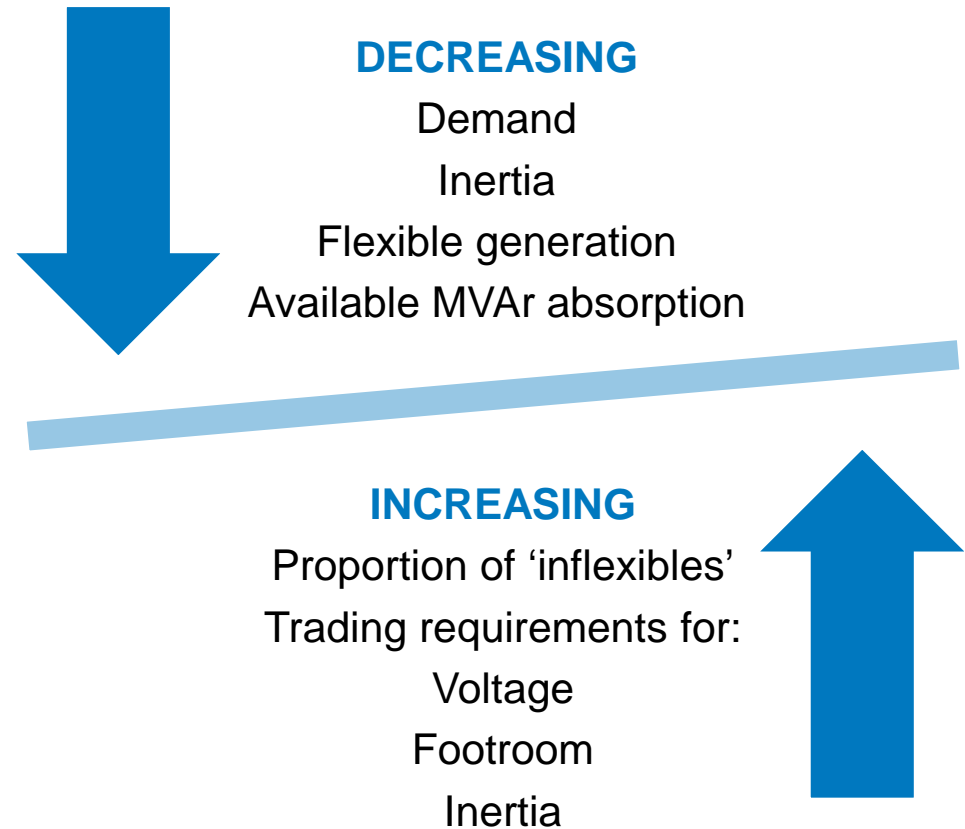 DECREASING
Demand
Inertia
Flexible generation
Available MVAr absorption
INCREASING
Proportion of ‘inflexibles’
Trading requirements for:
Voltage
Footroom
Inertia